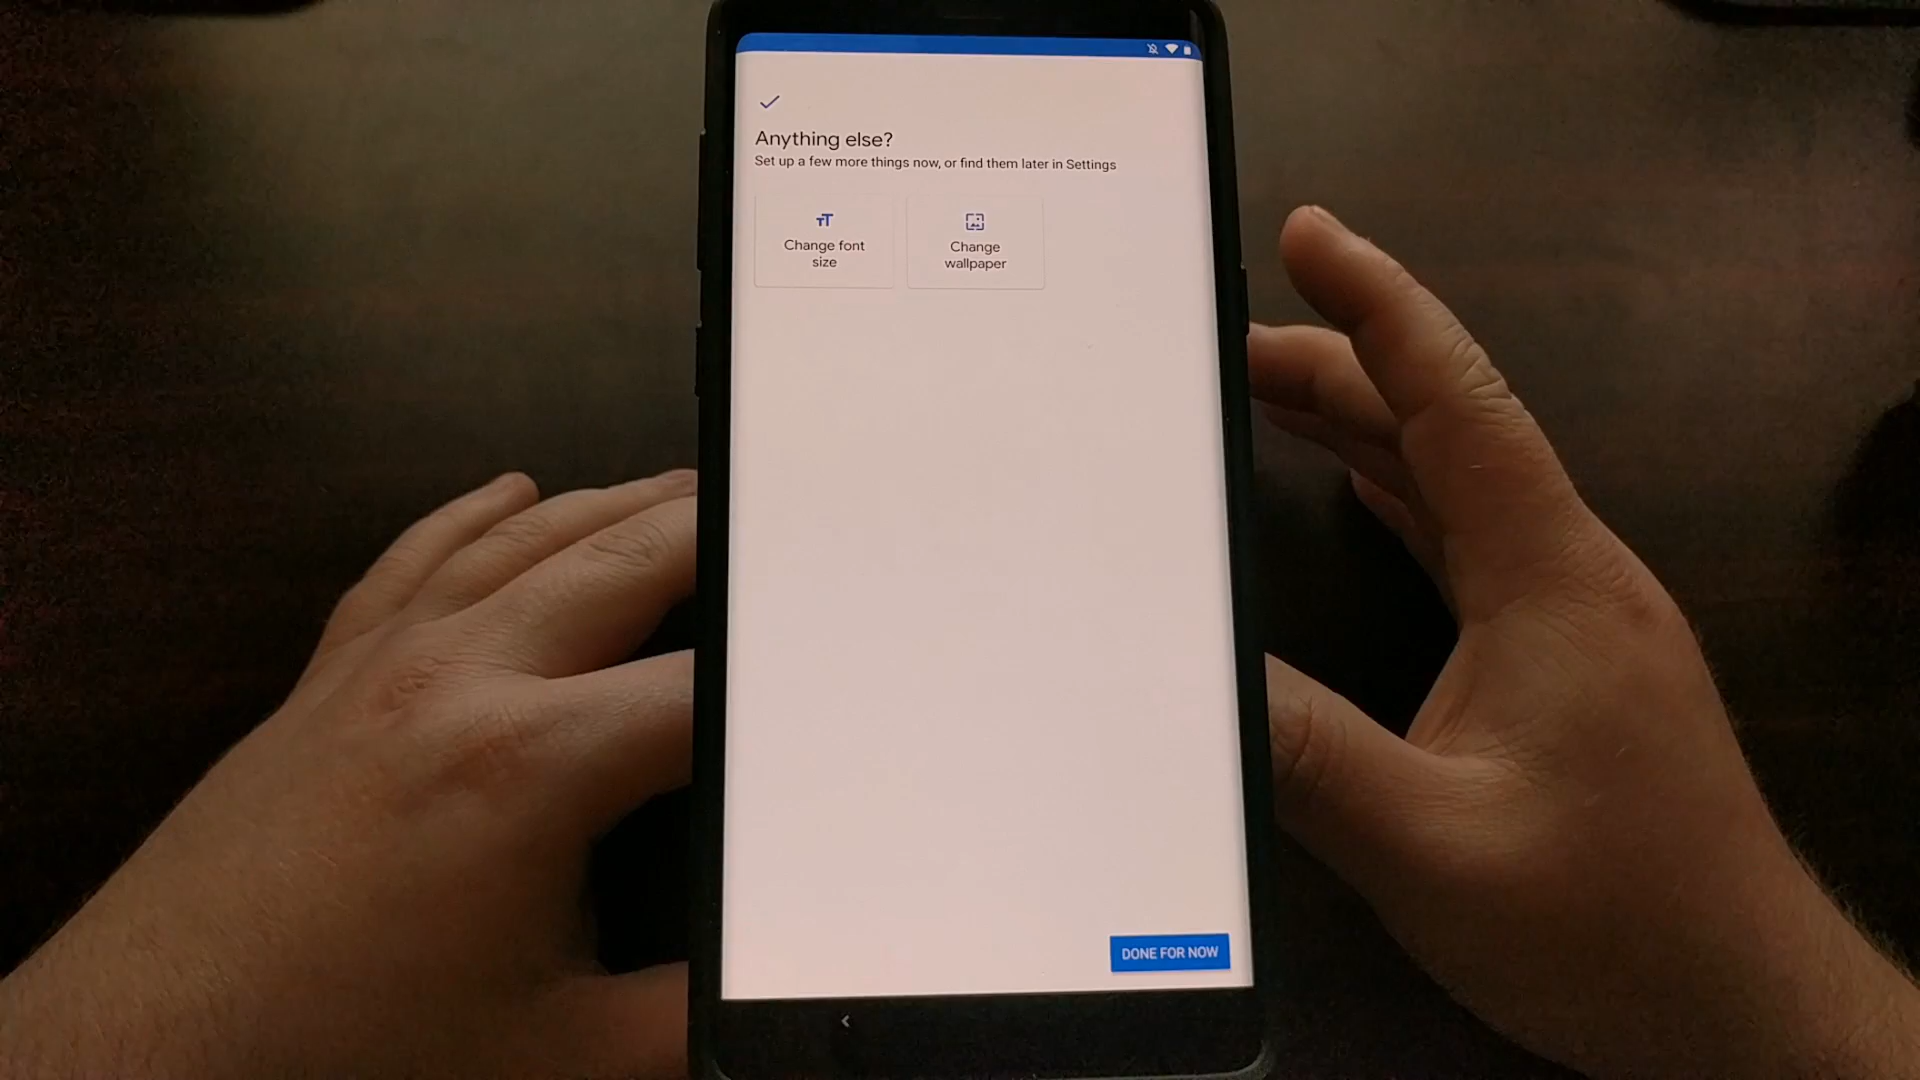 Anything else?
Set up a few more things now, or find them later in Settings
Change font
size
Change
wallpaper
DONE FOR NOW